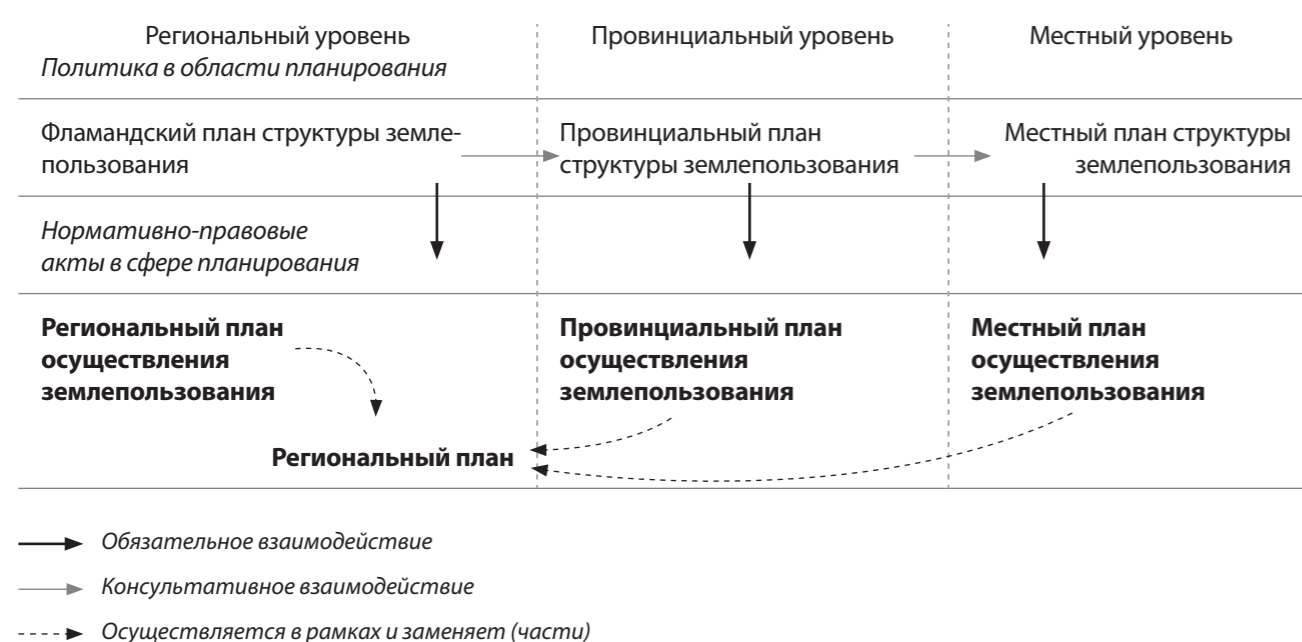 Региональный уровень
Провинциальный уровень
Местный уровень
Политика в области планирования
Фламандский план структуры земле-
пользования
Провинциальный план
структуры землепользования
Местный план структуры
землепользования
Нормативно-правовые
акты в сфере планирования
Региональный план
осуществления
землепользования
Провинциальный план
осуществления
землепользования
Местный план
осуществления
землепользования
Региональный план
Обязательное взаимодействие
Консультативное взаимодействие
Осуществляется в рамках и заменяет (части)